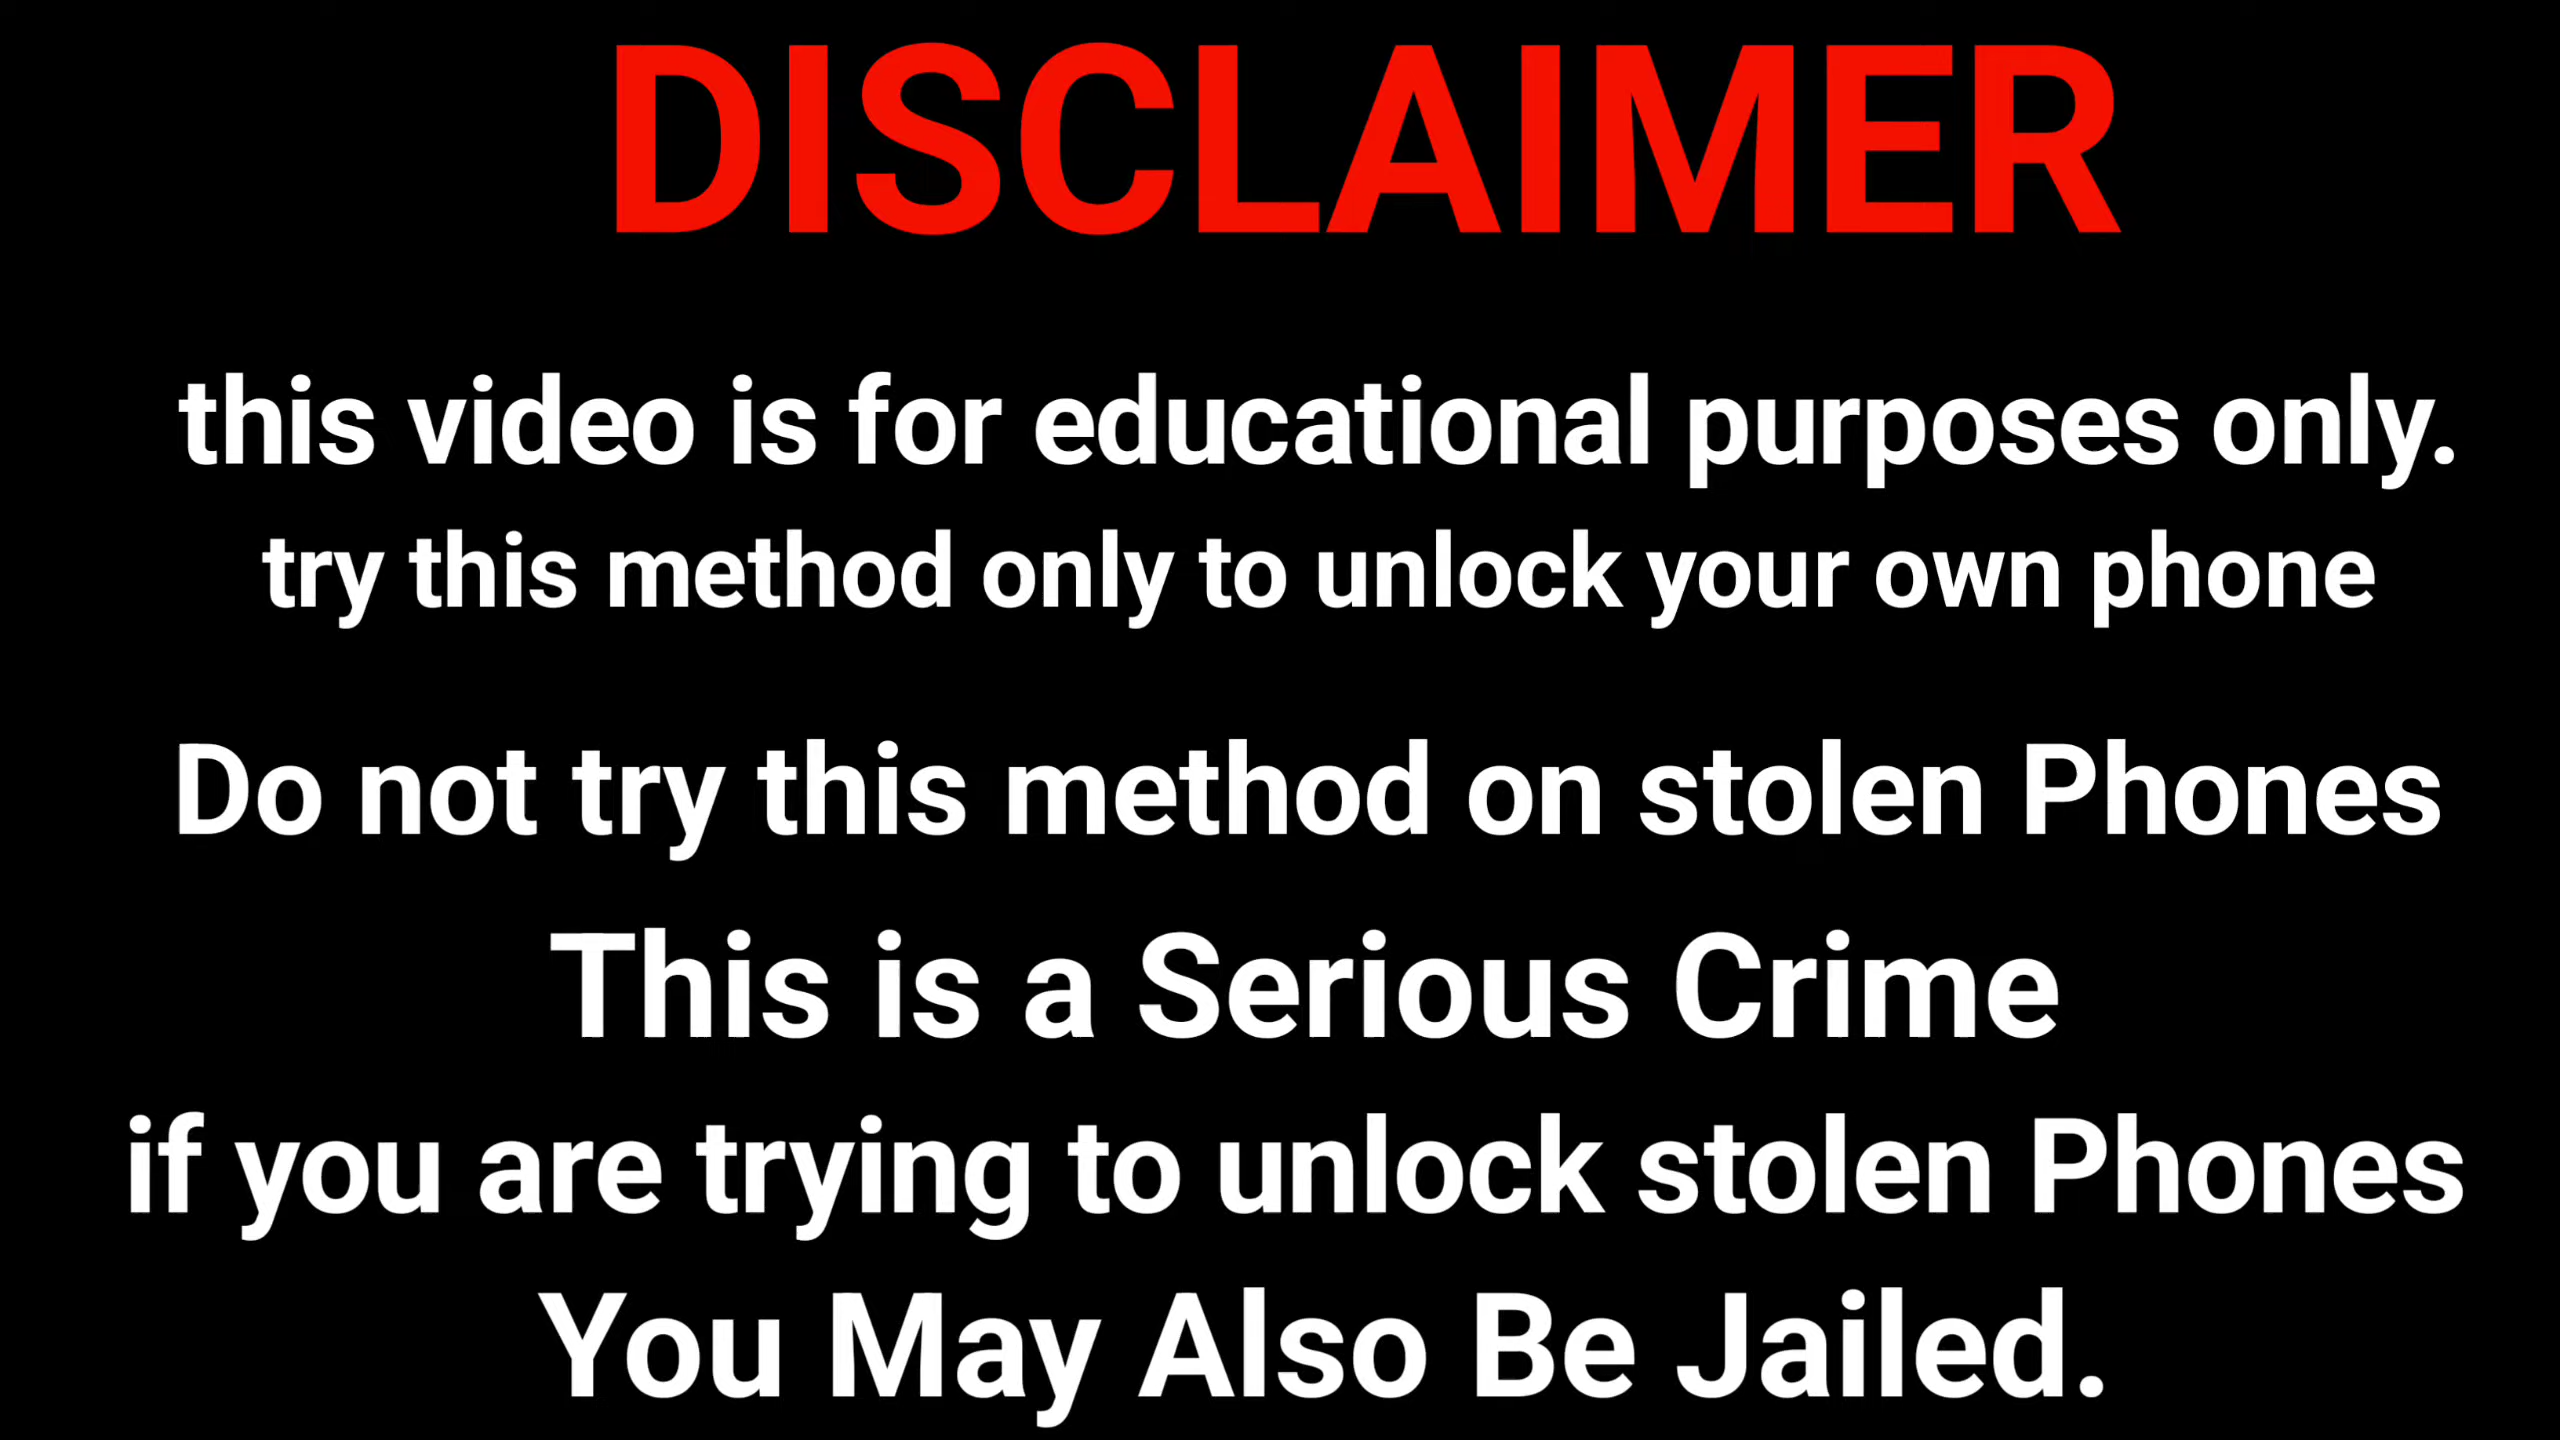 DISCLAIMER
this video is for educational purposes only.
try this method only to unlock your own phone
Do not try this method on stolen Phones
This is a Serious Crime
if you are trying to unlock stolen Phones
You May Also Be Jailed.